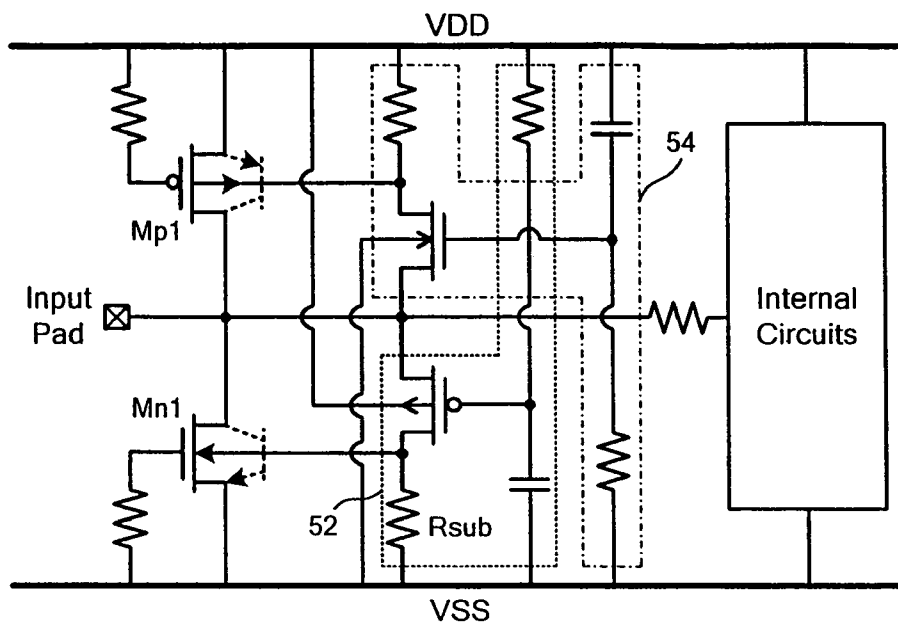 VDD
54
Mp1
Input
Pad
Internal
Circuits
Mn1
52
Rsub
VSS